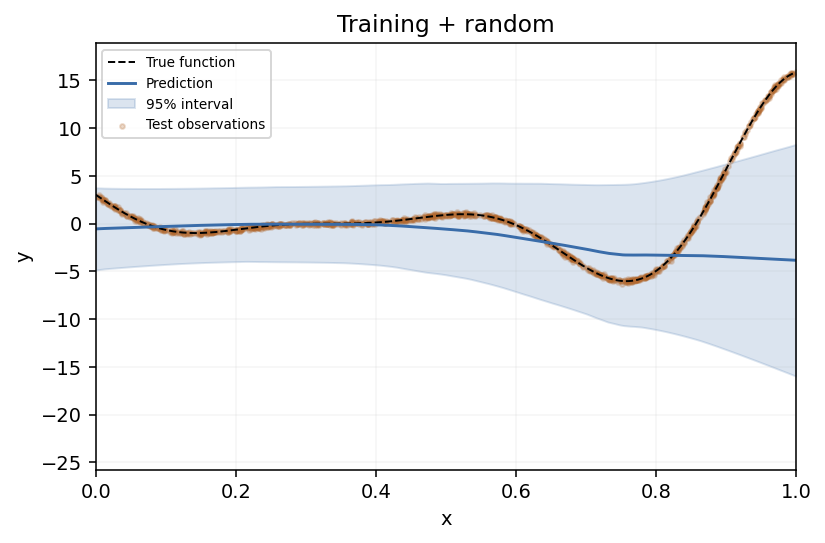 Training + random
True function
Prediction
95% interval
Test observations
15
10
5
0
−5
−10
−15
−20
−25
y
0.0 0.2 0.4 0.6 0.8 1.0
x